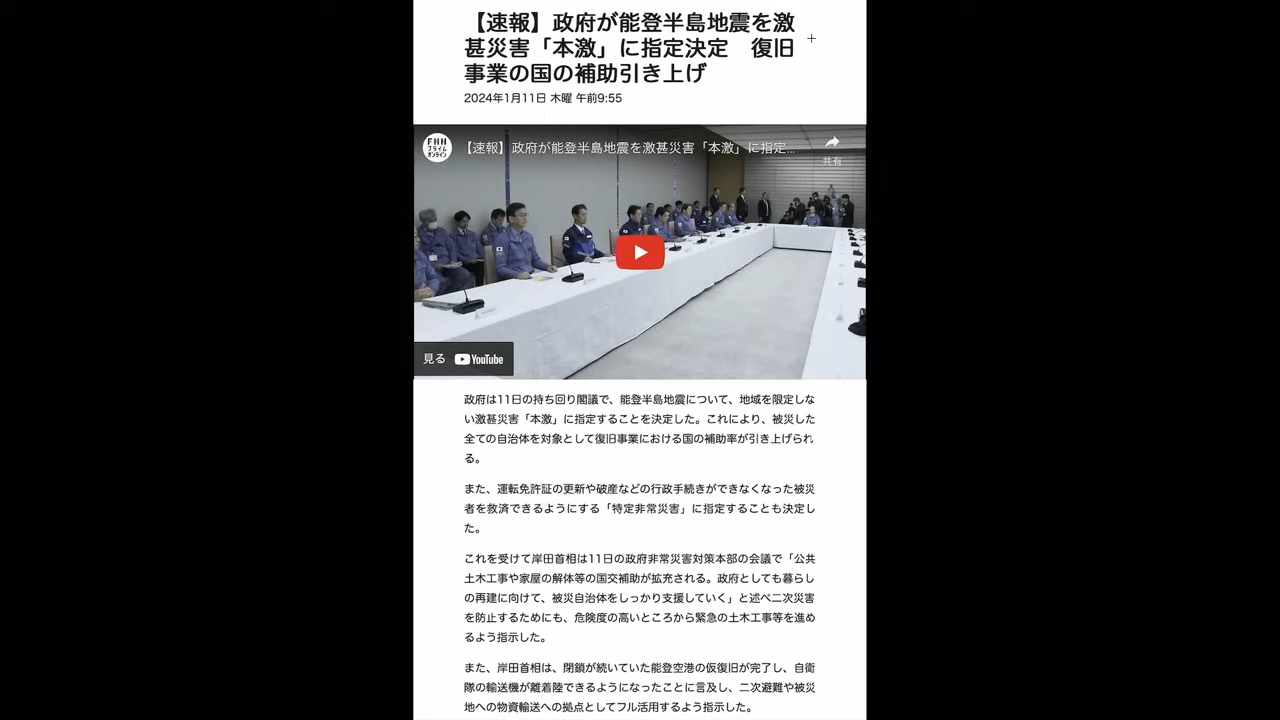 【速報】政府が能登半島地震を激
甚災害「本激」に指定決定　復旧
事業の国の補助引き上げ
2024年1月11日 木曜 午前9:55
FNN
プライム
オンライン
【速報】政府が能登半島地震を激甚災害「本激」に指定...
共有
見る YouTube
政府は11日の持ち回り閣議で、能登半島地震について、地域を限定しな
い激甚災害「本激」に指定することを決定した。これにより、被災した
全ての自治体を対象として復旧事業における国の補助率が引き上げられ
る。
また、運転免許証の更新や破産などの行政手続きができなくなった被災
者を救済できるようにする「特定非常災害」に指定することも決定し
た。
これを受けて岸田首相は11日の政府非常災害対策本部の会議で「公共
土木工事や家屋の解体等の国交補助が拡充される。政府としても暮らし
の再建に向けて、被災自治体をしっかり支援していく」と述べ二次災害
を防止するためにも、危険度の高いところから緊急の土木工事等を進め
るよう指示した。
また、岸田首相は、閉鎖が続いていた能登空港の仮復旧が完了し、自衛
隊の輸送機が離着陸できるようになったことに言及し、二次避難や被災
地への物資輸送への拠点としてフル活用するよう指示した。